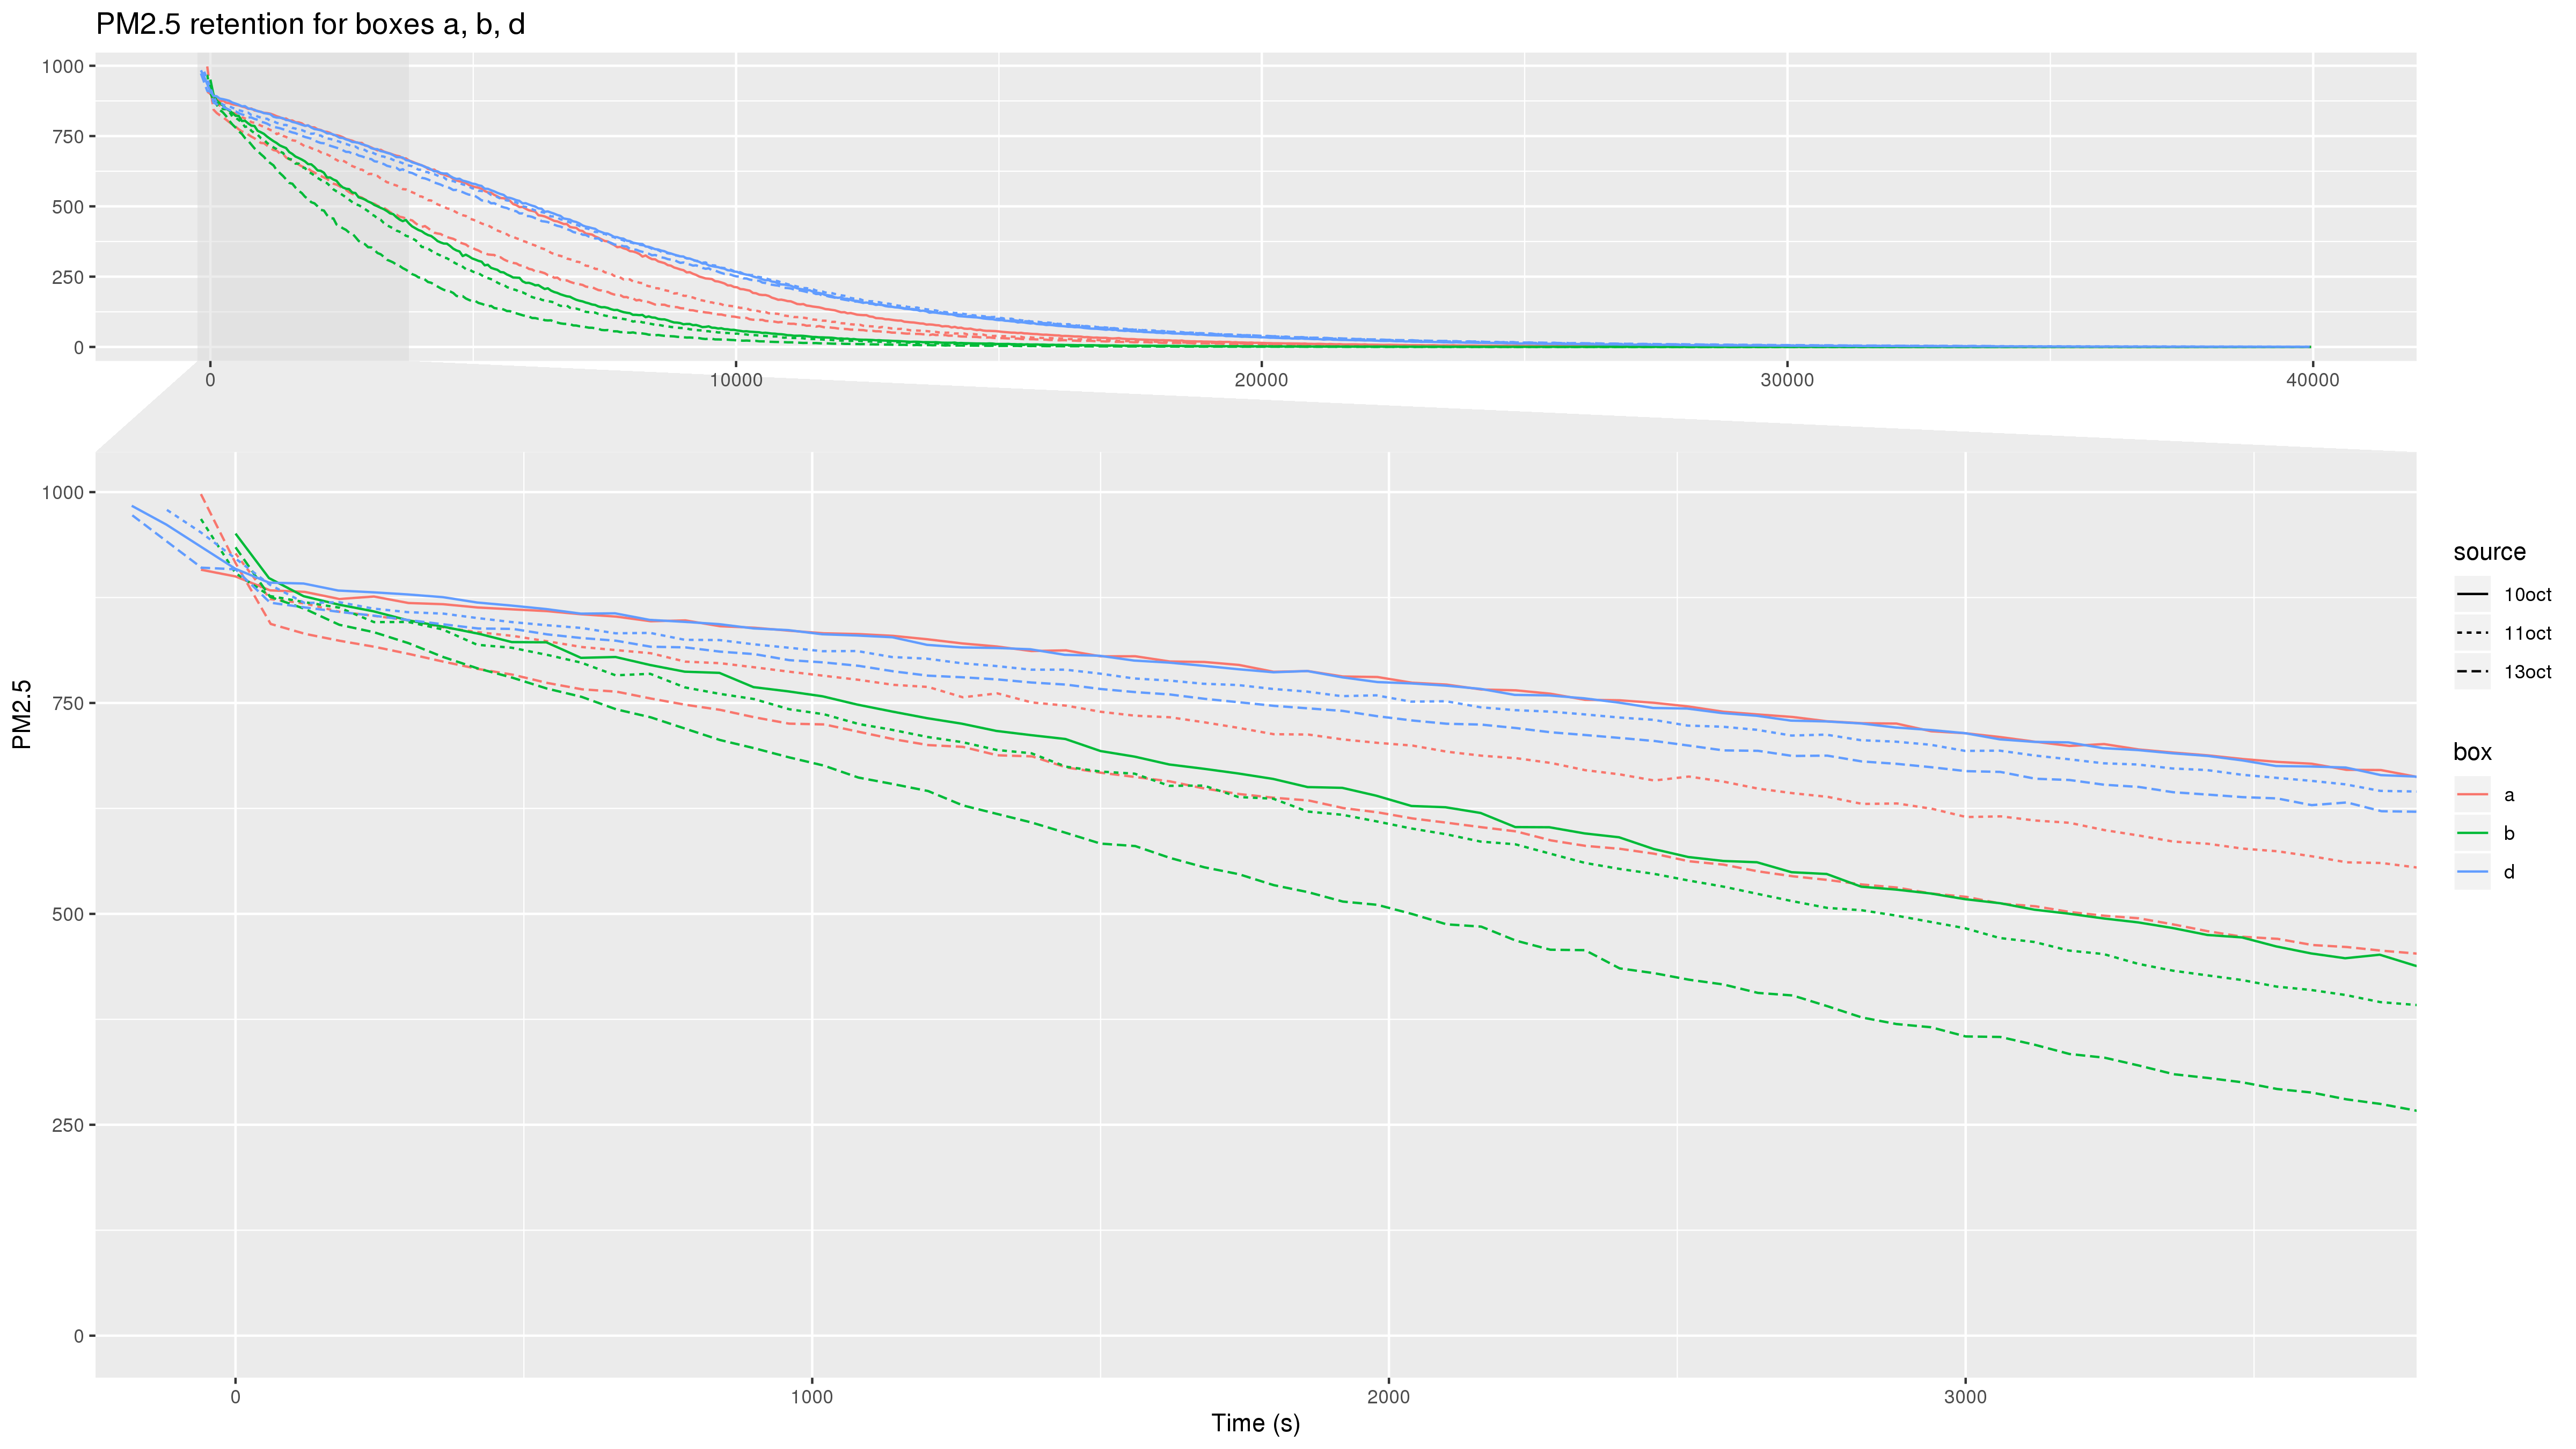 PM2.5 retention for boxes a, b, d
1000
750
500
250
0
0 10000 20000 30000 40000
PM2.5
1000
750
500
250
0
0 1000 2000 3000
Time (s)
source
10oct
11oct
13oct
box
a
b
d